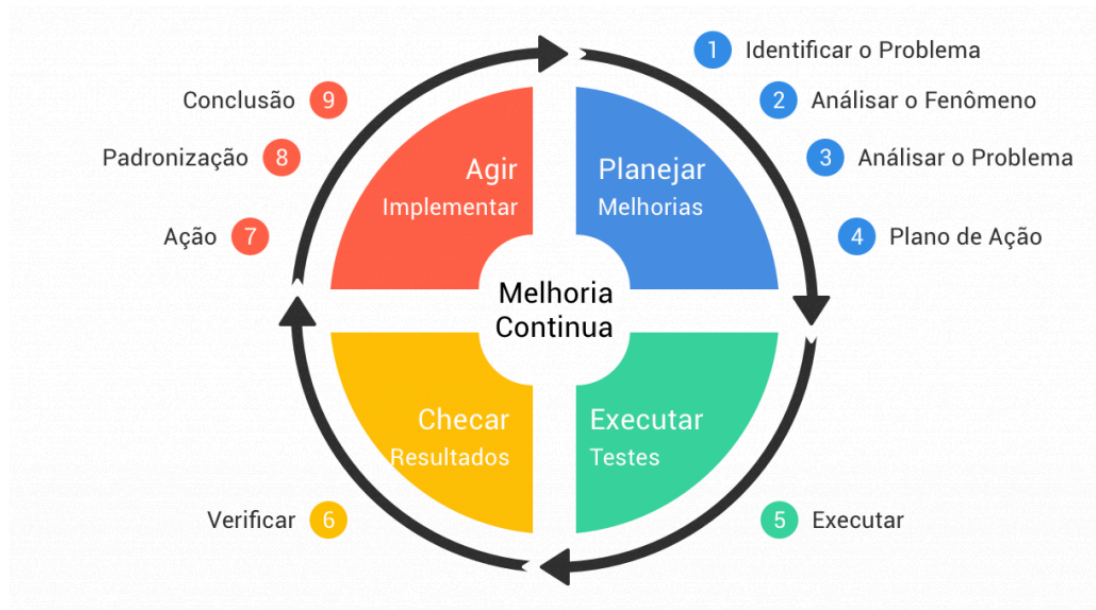 1 Identificar o Problema
2 Análisar o Fenômeno
3 Análisar o Problema
4 Plano de Ação
5 Executar
Verificar 6
Ação 7
Padronização 8
Conclusão 9
Planejar
Melhorias
Executar
Testes
Checar
Resultados
Agir
Implementar
Melhoria
Continua